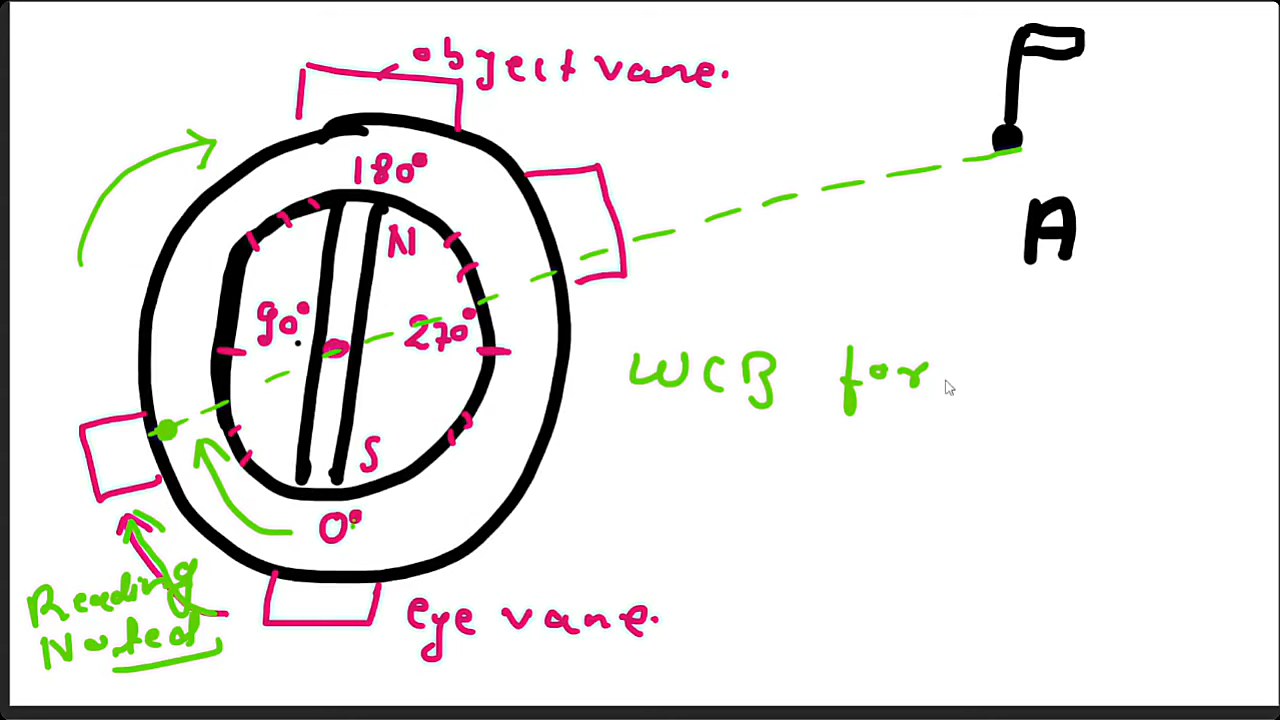 object vane.
180°
N
A
90°
270°
WCB for
S
0°
Reading
Noted
eye vane.